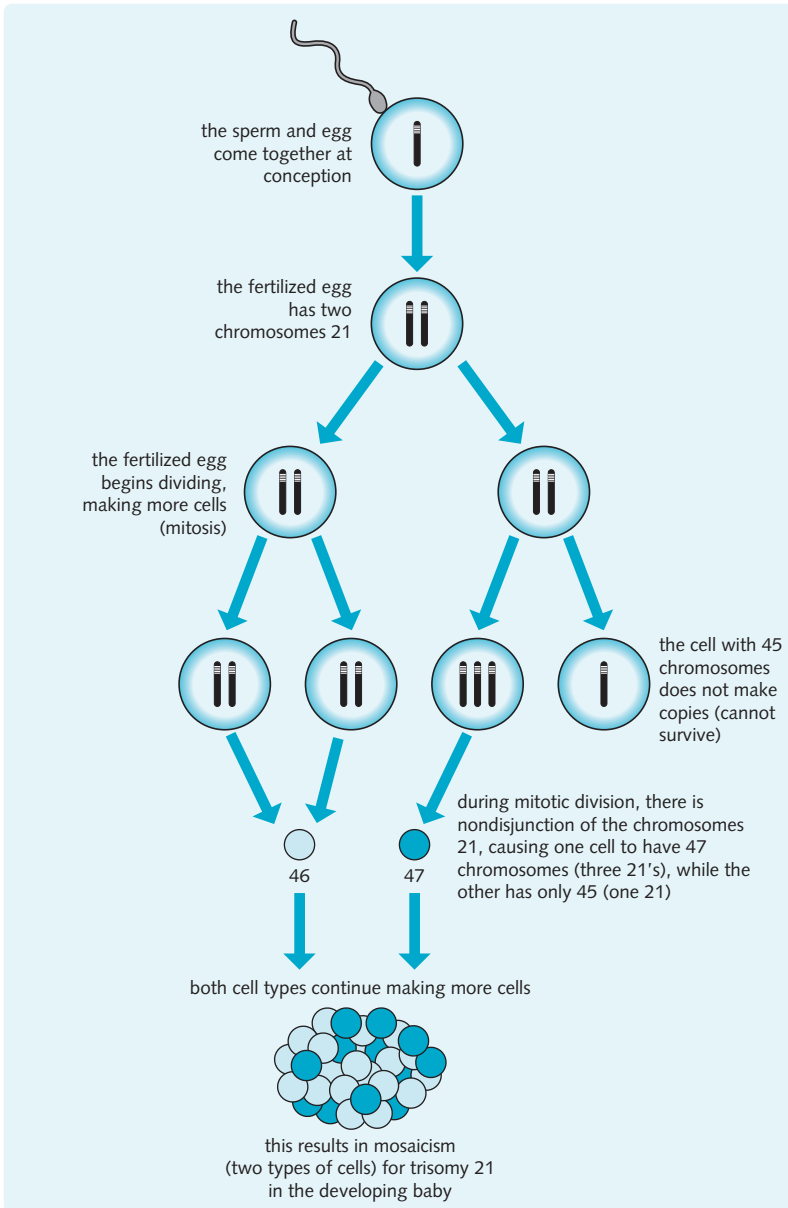 the sperm and egg
come together at
conception
the fertilized egg
has two
chromosomes 21
the fertilized egg
begins dividing,
making more cells
(mitosis)
the cell with 45
chromosomes
does not make
copies (cannot
survive)
during mitotic division, there is
nondisjunction of the chromosomes
21, causing one cell to have 47
chromosomes (three 21's), while the
other has only 45 (one 21)
46
47
both cell types continue making more cells
this results in mosaicism
(two types of cells) for trisomy 21
in the developing baby